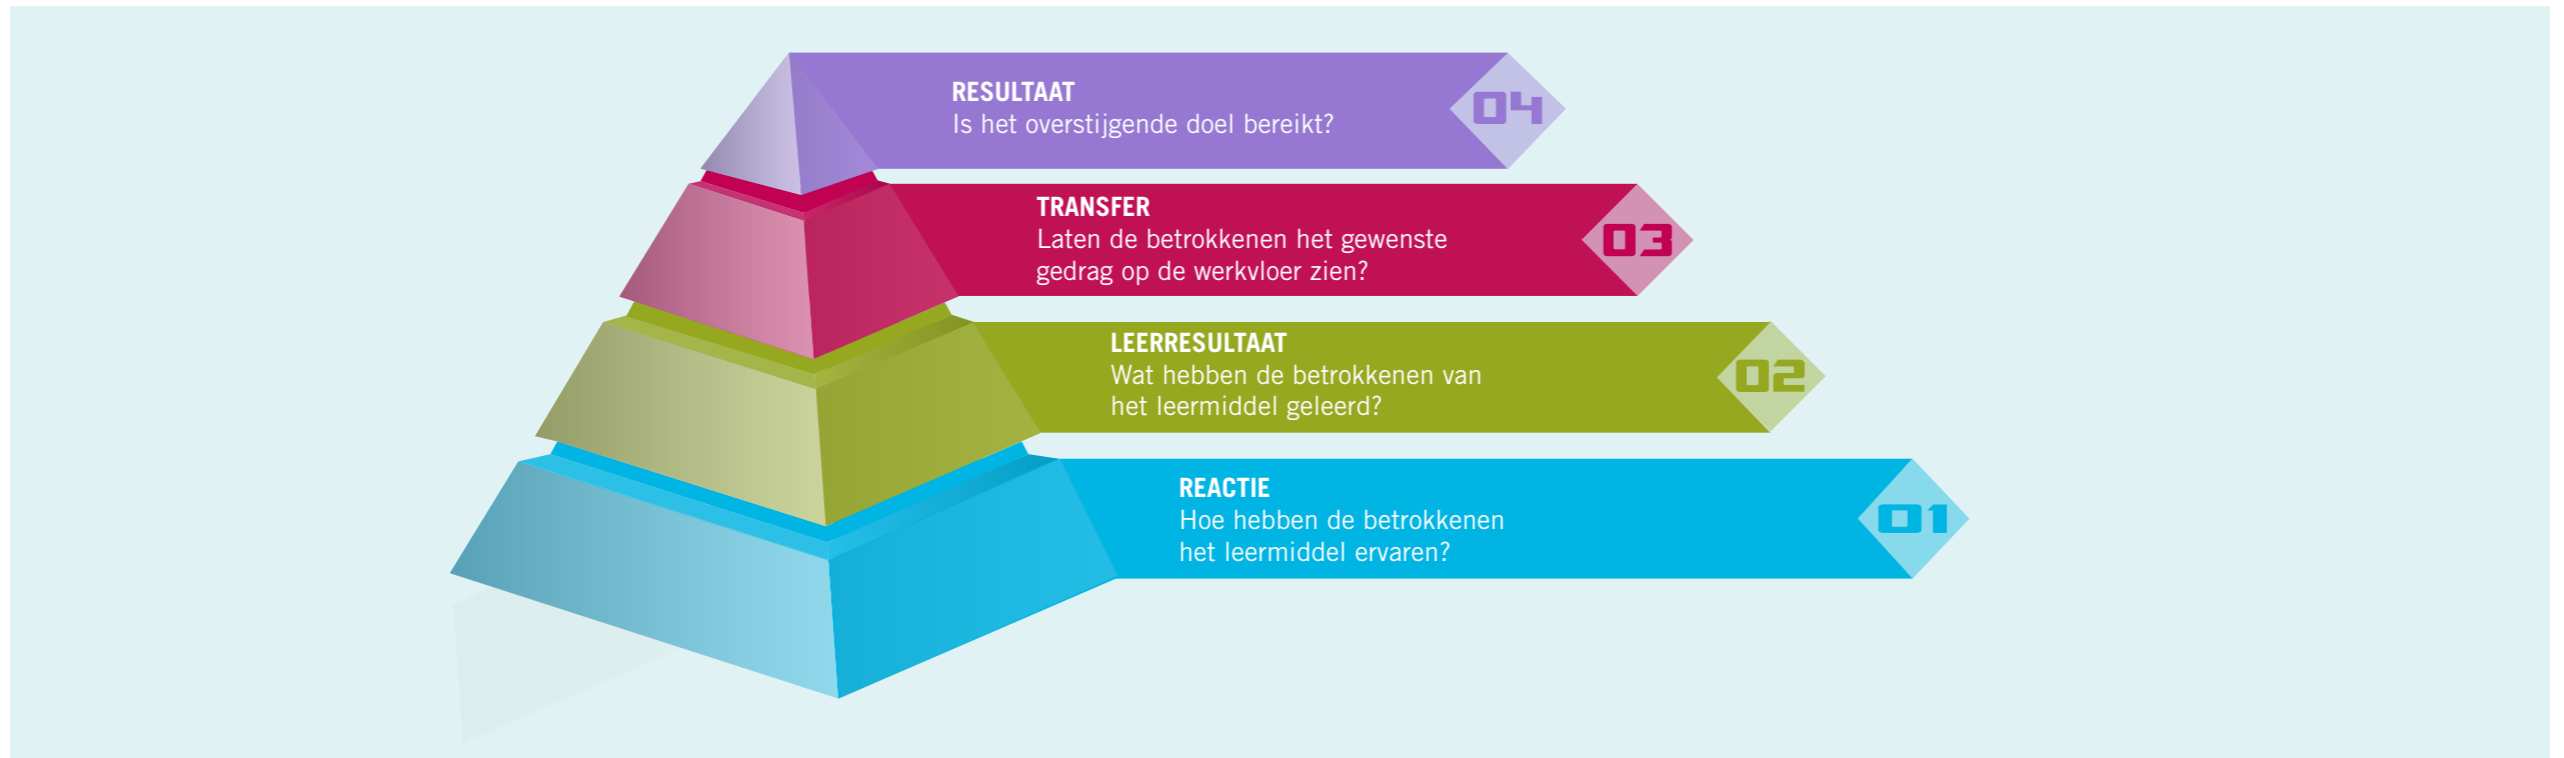 RESULTAAT
Is het overstijgende doel bereikt?
04
TRANSFER
Laten de betrokkenen het gewenste
gedrag op de werkvloer zien?
03
LEERRESULTAAT
Wat hebben de betrokkenen van
het leermiddel geleerd?
02
REACTIE
Hoe hebben de betrokkenen
het leermiddel ervaren?
01